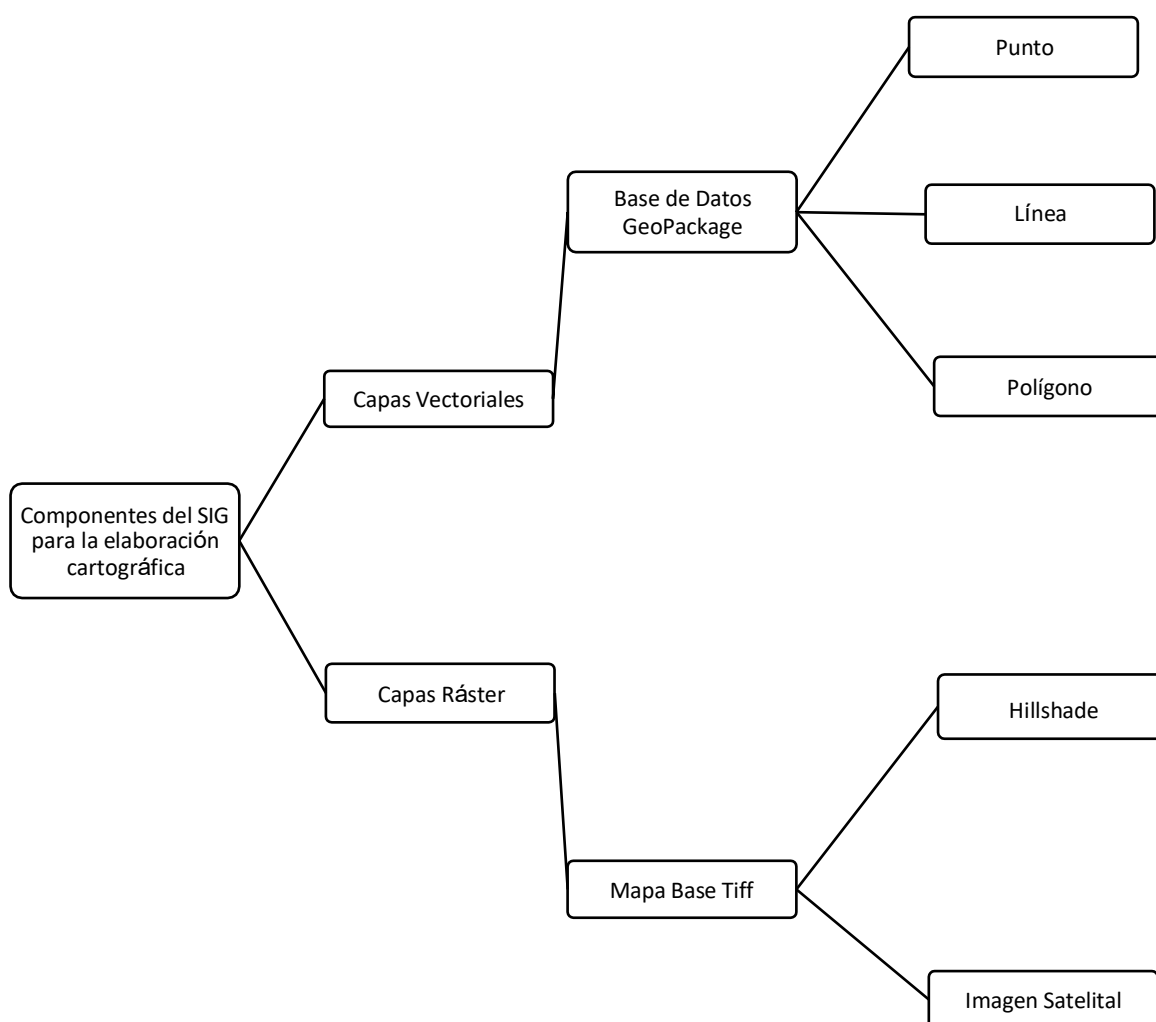 Punto
Base de Datos
GeoPackage
Línea
Polígono
Capas Vectoriales
Componentes del SIG
para la elaboración
cartográfica
Capas Ráster
Hillshade
Mapa Base Tiff
Imagen Satelital